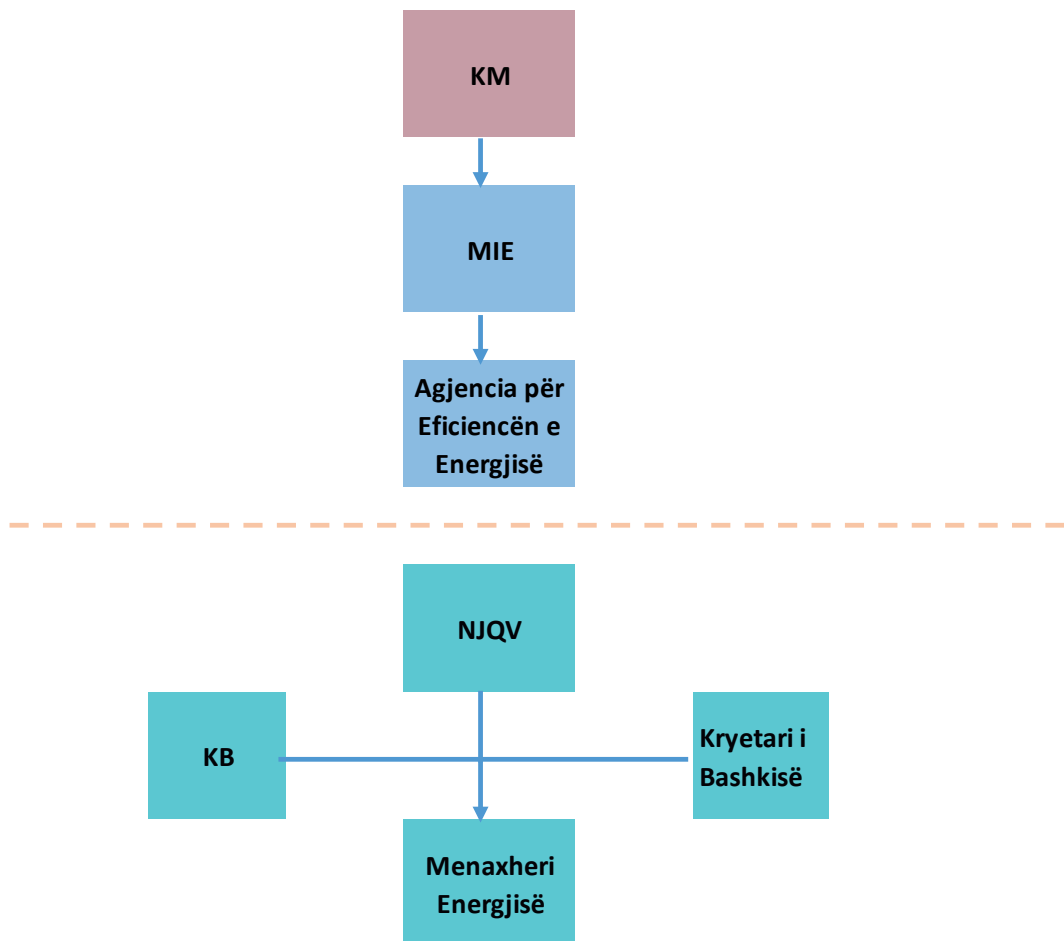 KM
MIE
Agjencia për
Eficiencën e
Energjisë
NJQV
KB
Kryetari i
Bashkisë
Menaxheri
Energjisë